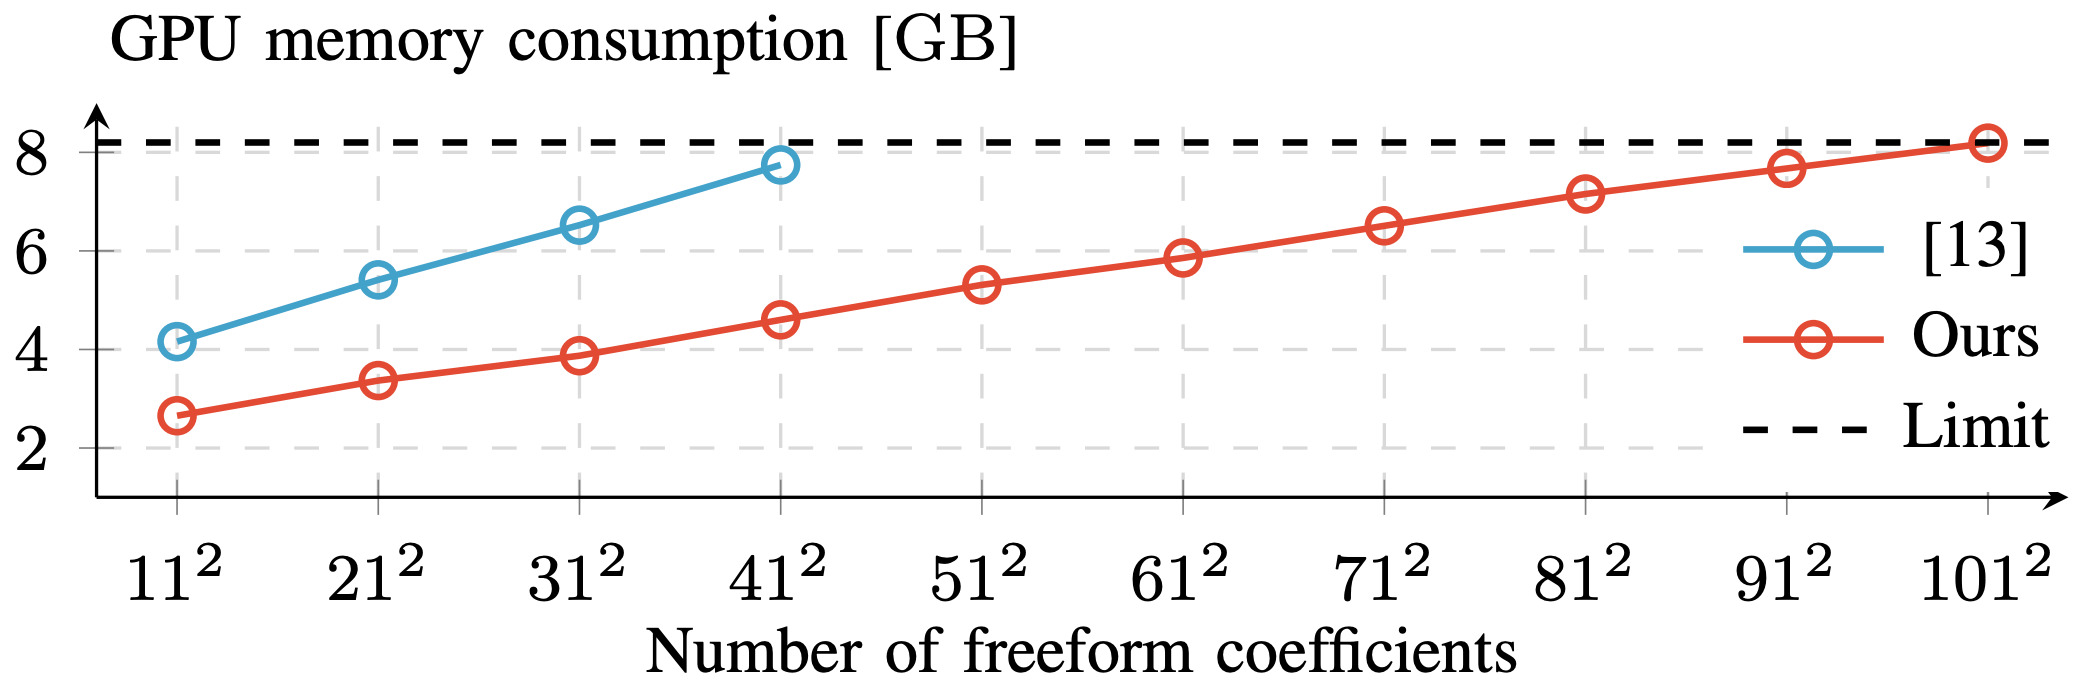 GPU memory consumption [GB]
8
6
4
2
[13]
Ours
Limit
11² 21² 31² 41² 51² 61² 71² 81² 91² 101²
Number of freeform coefficients